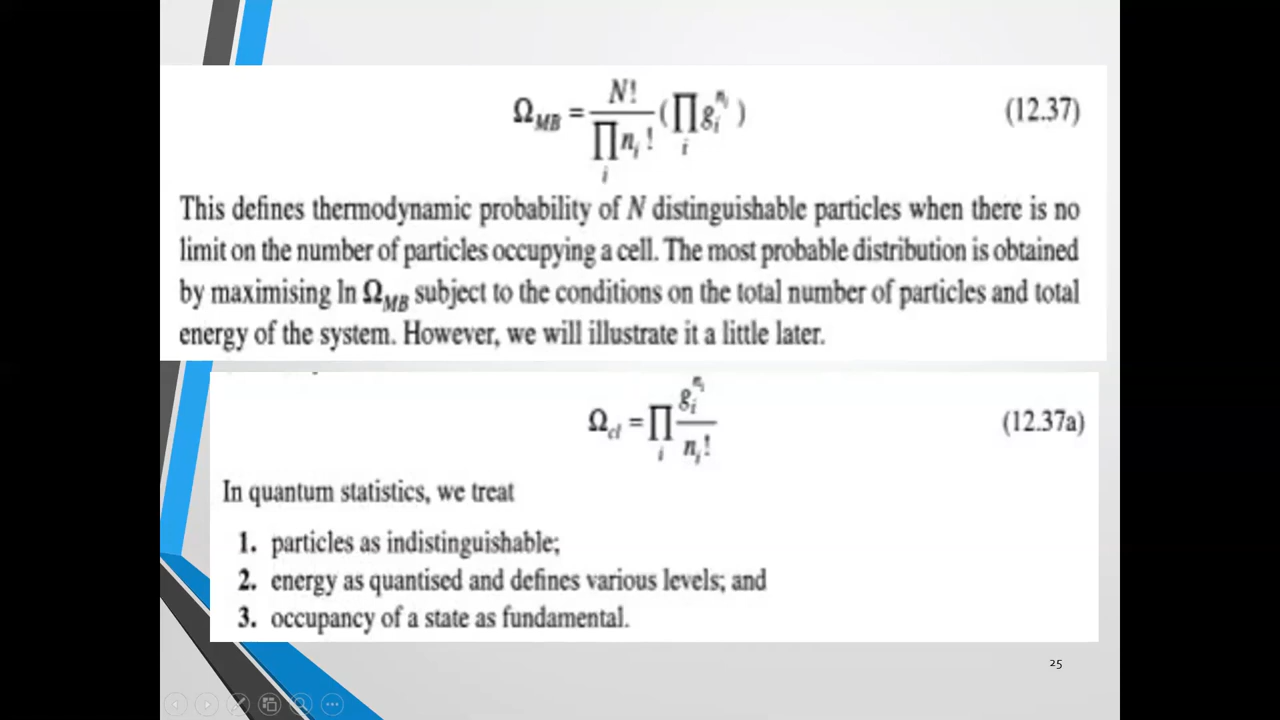 Ω_MB = N! / ∏_i n_i! (∏_i g_i^{n_i}) (12.37)
This defines thermodynamic probability of N distinguishable particles when there is no
limit on the number of particles occupying a cell. The most probable distribution is obtained
by maximising ln Ω_MB subject to the conditions on the total number of particles and total
energy of the system. However, we will illustrate it a little later.
Ω_cl = ∏_i g_i^{n_i} / n_i! (12.37a)
In quantum statistics, we treat
1. particles as indistinguishable;
2. energy as quantised and defines various levels; and
3. occupancy of a state as fundamental.
25